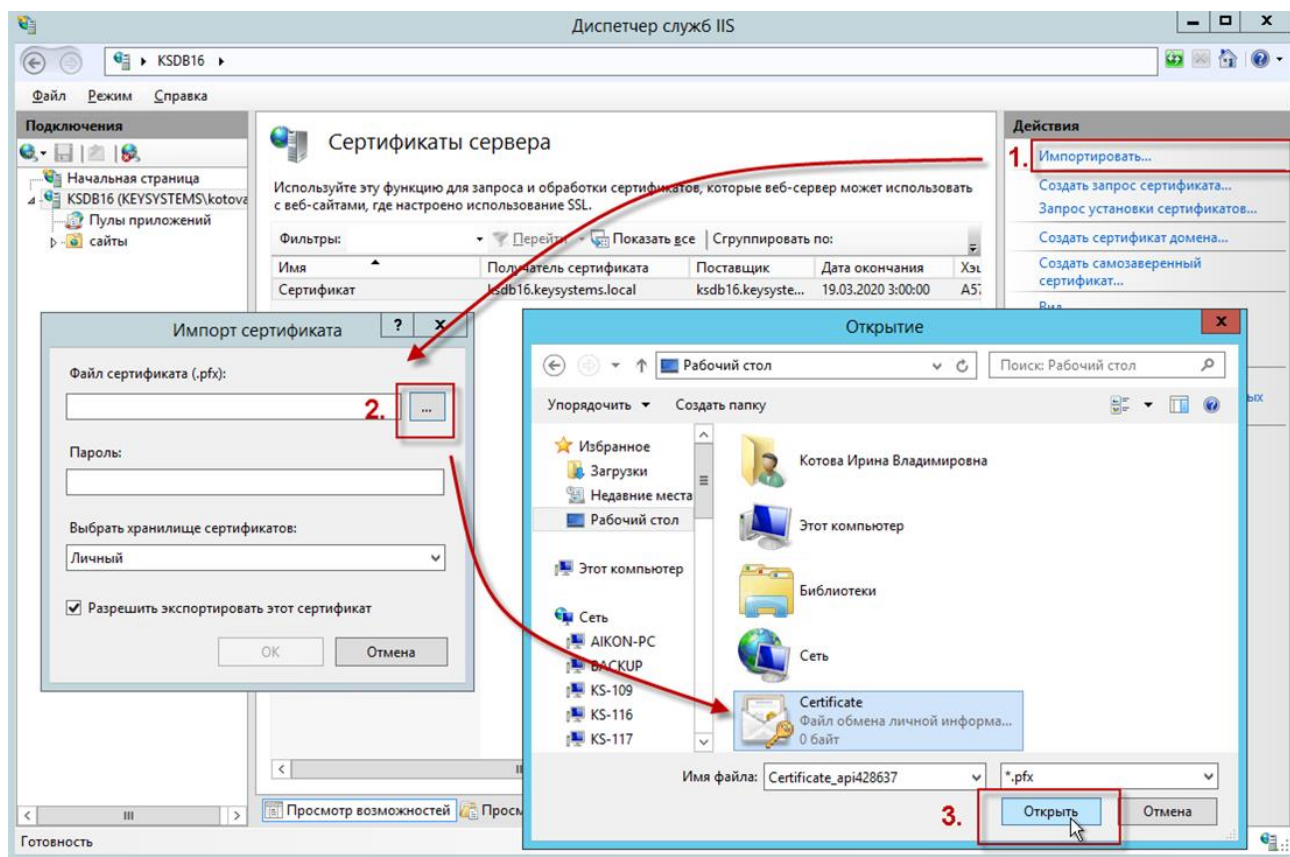 Диспетчер служб IIS
KSDB16
Файл Режим Справка
Подключения
Начальная страница
KSDB16 (KEYSYSTEMS\kotova
Пулы приложений
сайты
Сертификаты сервера
Используйте эту функцию для запроса и обработки сертификатов, которые веб-сервер может использовать
с веб-сайтами, где настроено использование SSL.
Фильтры: Перейти Показать все Сгруппировать по:
Имя Получатель сертификата Поставщик Дата окончания Хэш
Сертификат ksdb16.keysystems.local ksdb16.keysyste... 19.03.2020 3:00:00 A57
Действия
1. Импортировать...
Создать запрос сертификата...
Запрос установки сертификатов...
Создать сертификат домена...
Создать самозаверенный
сертификат...
Вид
ых
Импорт сертификата ? x
Файл сертификата (.pfx):
2. ...
Пароль:
Выбрать хранилище сертификатов:
Личный
Разрешить экспортировать этот сертификат
OK Отмена
Открытие x
Рабочий стол Поиск: Рабочий стол
Упорядочить Создать папку
Избранное
Загрузки
Недавние места
Рабочий стол
Этот компьютер
Сеть
AIKON-PC
BACKUP
KS-109
KS-116
KS-117
Котова Ирина Владимировна
Этот компьютер
Библиотеки
Сеть
Certificate
Файл обмена личной информа...
0 байт
Имя файла: Certificate_api428637 *.pfx
3. Открыть Отмена
Просмотр возможностей Просм
Готовность